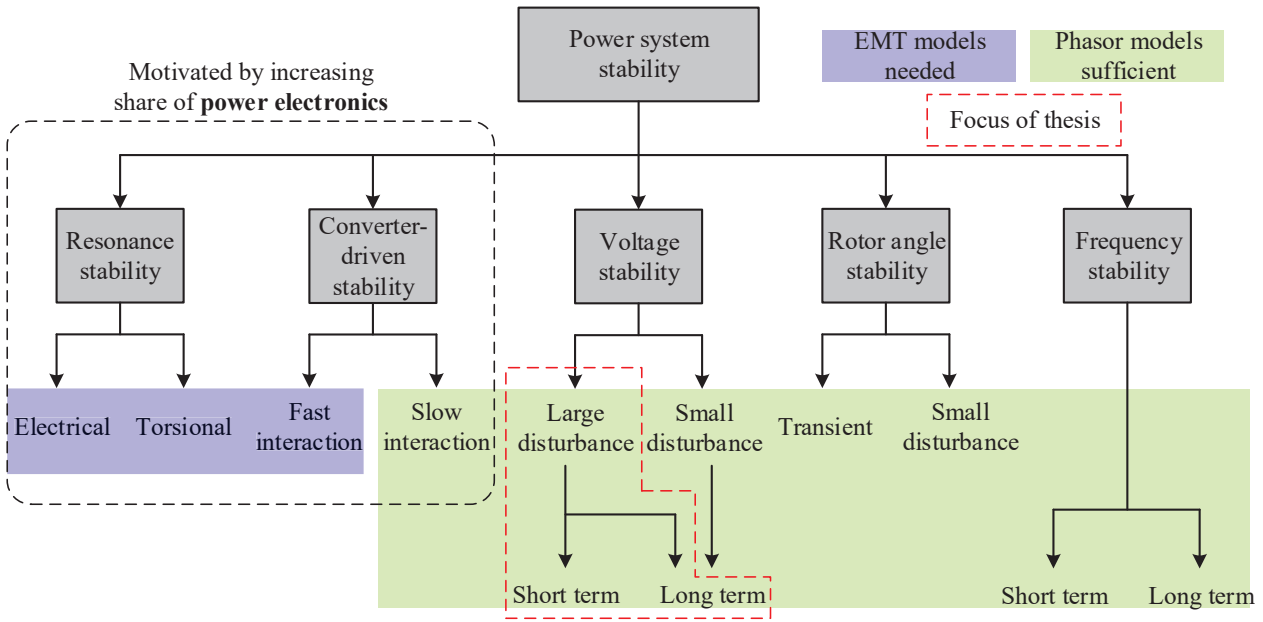 Power system
stability
EMT models
needed
Phasor models
sufficient
Focus of thesis
Motivated by increasing
share of power electronics
Resonance
stability
Converter-
driven
stability
Voltage
stability
Rotor angle
stability
Frequency
stability
Electrical
Torsional
Fast
interaction
Slow
interaction
Large
disturbance
Small
disturbance
Transient
Small
disturbance
Short term
Long term
Short term
Long term